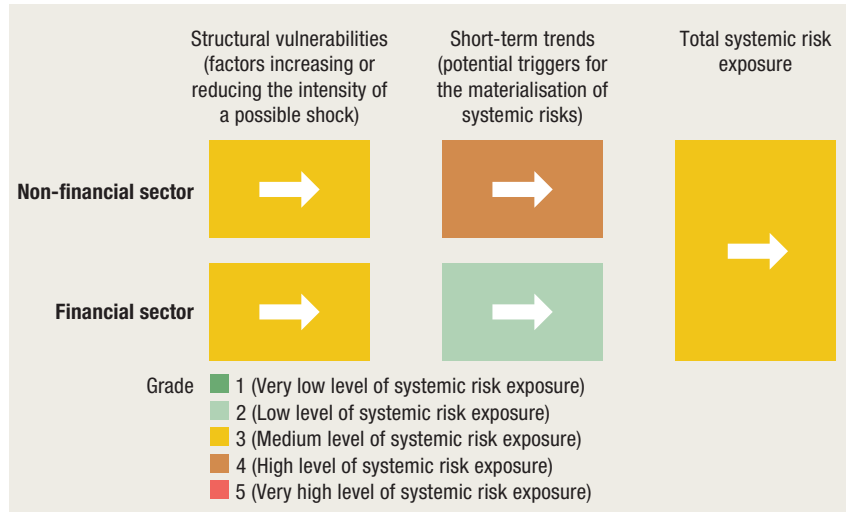 Structural vulnerabilities
(factors increasing or
reducing the intensity of
a possible shock)
Short-term trends
(potential triggers for
the materialisation of
systemic risks)
Total systemic risk
exposure
Non-financial sector
Financial sector
Grade
1 (Very low level of systemic risk exposure)
2 (Low level of systemic risk exposure)
3 (Medium level of systemic risk exposure)
4 (High level of systemic risk exposure)
5 (Very high level of systemic risk exposure)